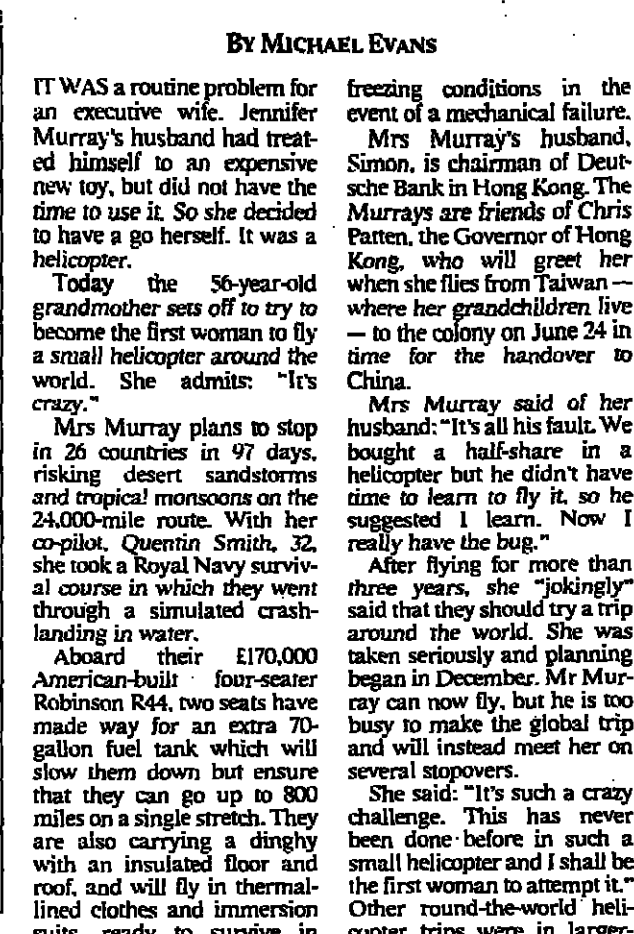 BY MICHAEL EVANS
IT WAS a routine problem for
an executive wife. Jennifer
Murray's husband had treat-
ed himself to an expensive
new toy, but did not have the
time to use it. So she decided
to have a go herself. It was a
helicopter.
Today the 56-year-old
grandmother sets off to try to
become the first woman to fly
a small helicopter around the
world. She admits: "It's
crazy."
Mrs Murray plans to stop
in 26 countries in 97 days,
risking desert sandstorms
and tropical monsoons on the
24,000-mile route. With her
co-pilot, Quentin Smith, 32,
she took a Royal Navy surviv-
al course in which they went
through a simulated crash-
landing in water.
Aboard their £170,000
American-built four-seater
Robinson R44, two seats have
made way for an extra 70-
gallon fuel tank which will
slow them down but ensure
that they can go up to 800
miles on a single stretch. They
are also carrying a dinghy
with an insulated floor and
roof, and will fly in thermal-
lined clothes and immersion
suits, ready to survive in
freezing conditions in the
event of a mechanical failure.
Mrs Murray's husband,
Simon, is chairman of Deut-
sche Bank in Hong Kong. The
Murrays are friends of Chris
Patten, the Governor of Hong
Kong, who will greet her
when she flies from Taiwan —
where her grandchildren live
— to the colony on June 24 in
time for the handover to
China.
Mrs Murray said of her
husband: "It's all his fault. We
bought a half-share in a
helicopter but he didn't have
time to learn to fly it, so he
suggested I learn. Now I
really have the bug."
After flying for more than
three years, she "jokingly"
said that they should try a trip
around the world. She was
taken seriously and planning
began in December. Mr Mur-
ray can now fly, but he is too
busy to make the global trip
and will instead meet her on
several stopovers.
She said: "It's such a crazy
challenge. This has never
been done before in such a
small helicopter and I shall be
the first woman to attempt it."
Other round-the-world heli-
copter trips were in larger-